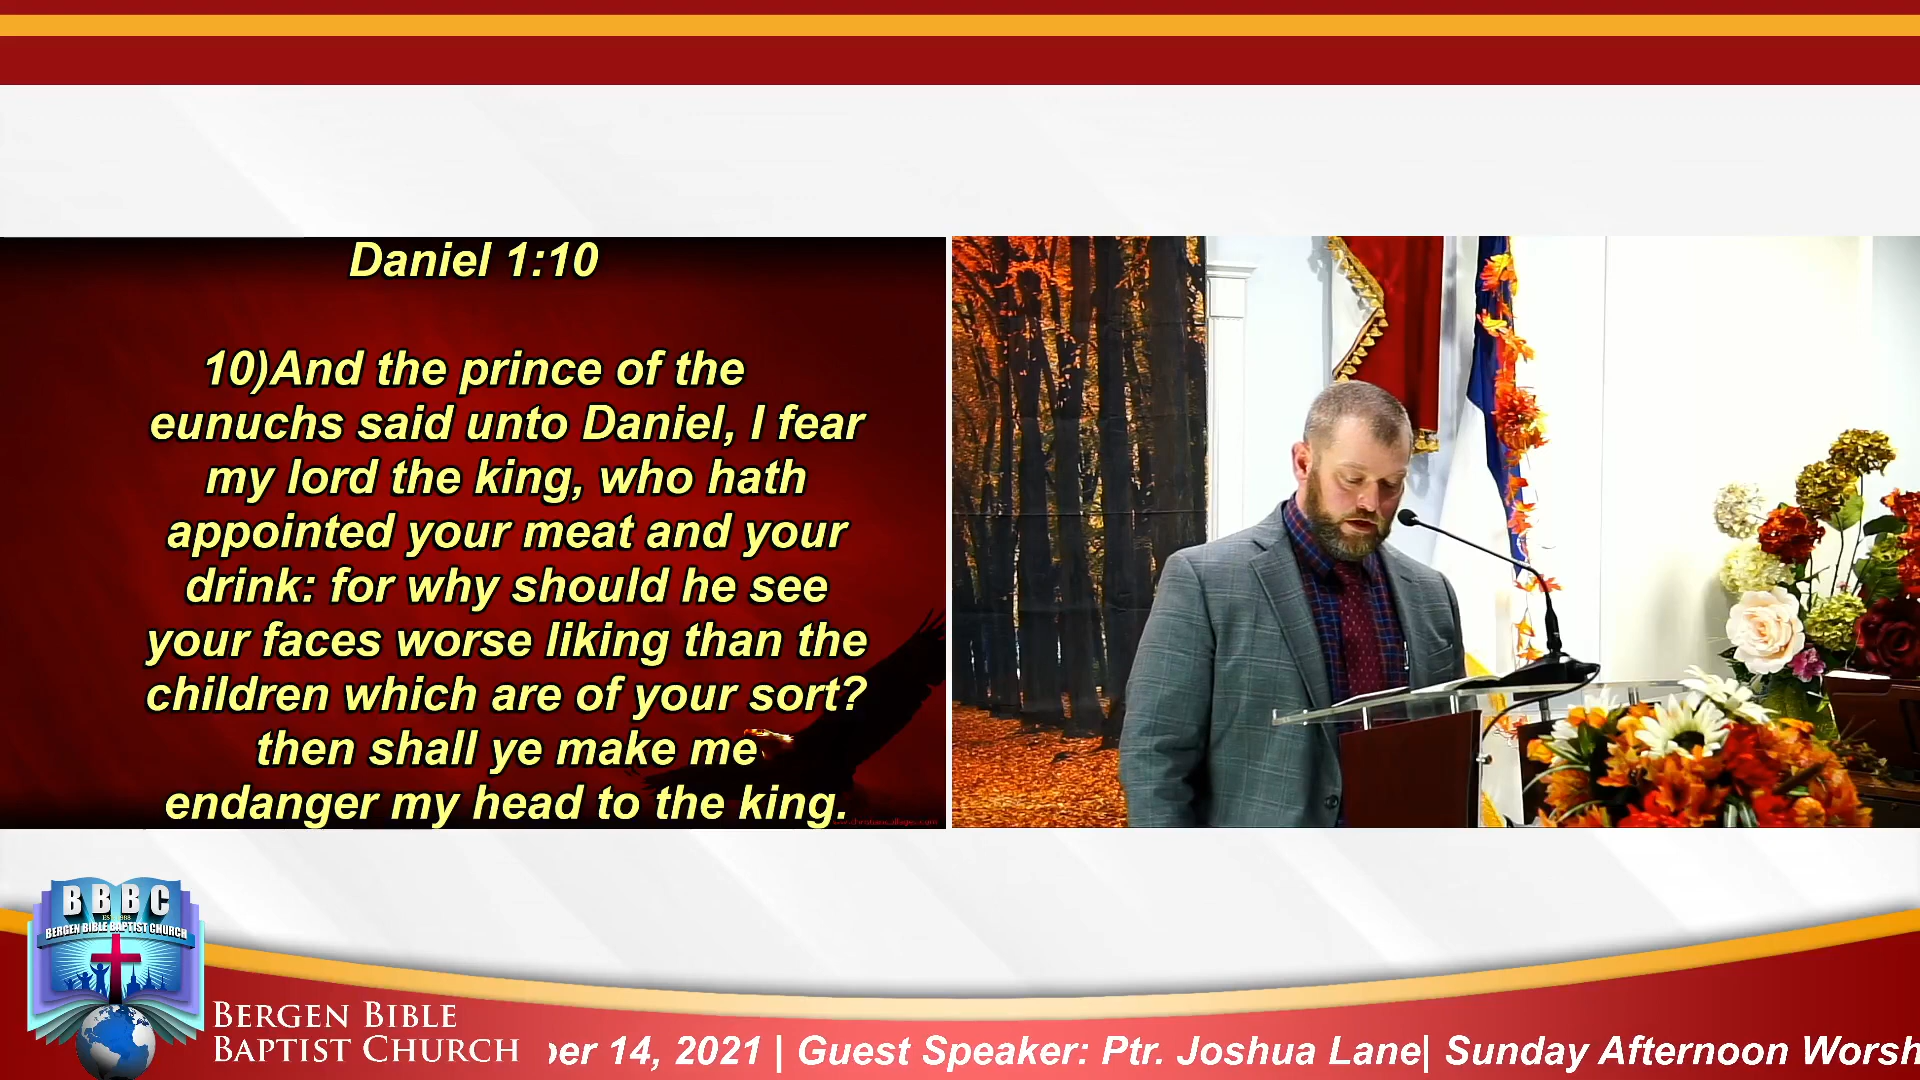 Daniel 1:10
10)And the prince of the
eunuchs said unto Daniel, I fear
my lord the king, who hath
appointed your meat and your
drink: for why should he see
your faces worse liking than the
children which are of your sort?
then shall ye make me
endanger my head to the king.
B B B C
BERGEN BIBLE BAPTIST CHURCH
BERGEN BIBLE
BAPTIST CHURCH
ber 14, 2021 | Guest Speaker: Ptr. Joshua Lane| Sunday Afternoon Worsh